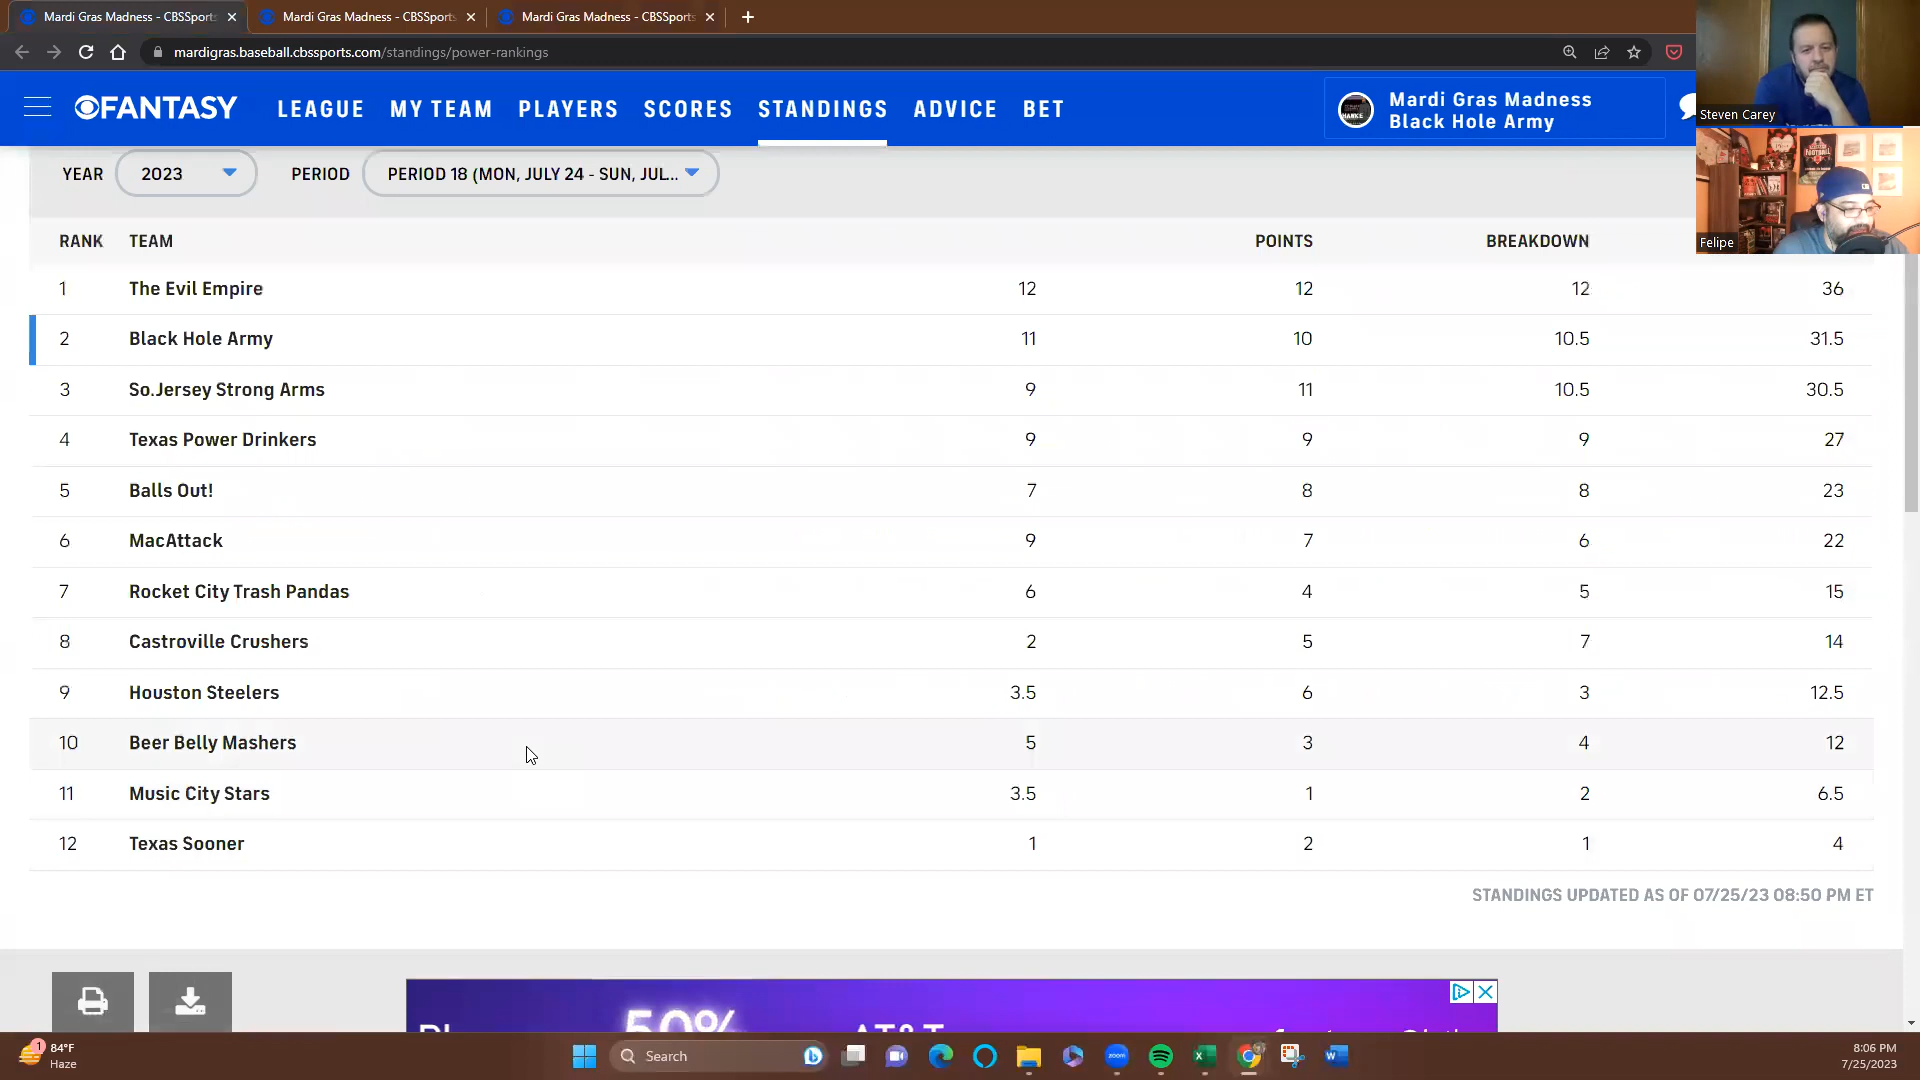 Mardi Gras Madness - CBSSports
Mardi Gras Madness - CBSSports
Mardi Gras Madness - CBSSports
mardigras.baseball.cbssports.com/standings/power-rankings
FANTASY
LEAGUE MY TEAM PLAYERS SCORES STANDINGS ADVICE BET
Mardi Gras Madness
Black Hole Army
Steven Carey
Felipe
YEAR 2023 PERIOD PERIOD 18 (MON, JULY 24 - SUN, JUL...
RANK TEAM POINTS BREAKDOWN
1 The Evil Empire 12 12 12 36
2 Black Hole Army 11 10 10.5 31.5
3 So.Jersey Strong Arms 9 11 10.5 30.5
4 Texas Power Drinkers 9 9 9 27
5 Balls Out! 7 8 8 23
6 MacAttack 9 7 6 22
7 Rocket City Trash Pandas 6 4 5 15
8 Castroville Crushers 2 5 7 14
9 Houston Steelers 3.5 6 3 12.5
10 Beer Belly Mashers 5 3 4 12
11 Music City Stars 3.5 1 2 6.5
12 Texas Sooner 1 2 1 4
STANDINGS UPDATED AS OF 07/25/23 08:50 PM ET
50% AT&T
1
84°F
Haze
Search
zoom
8:06 PM
7/25/2023